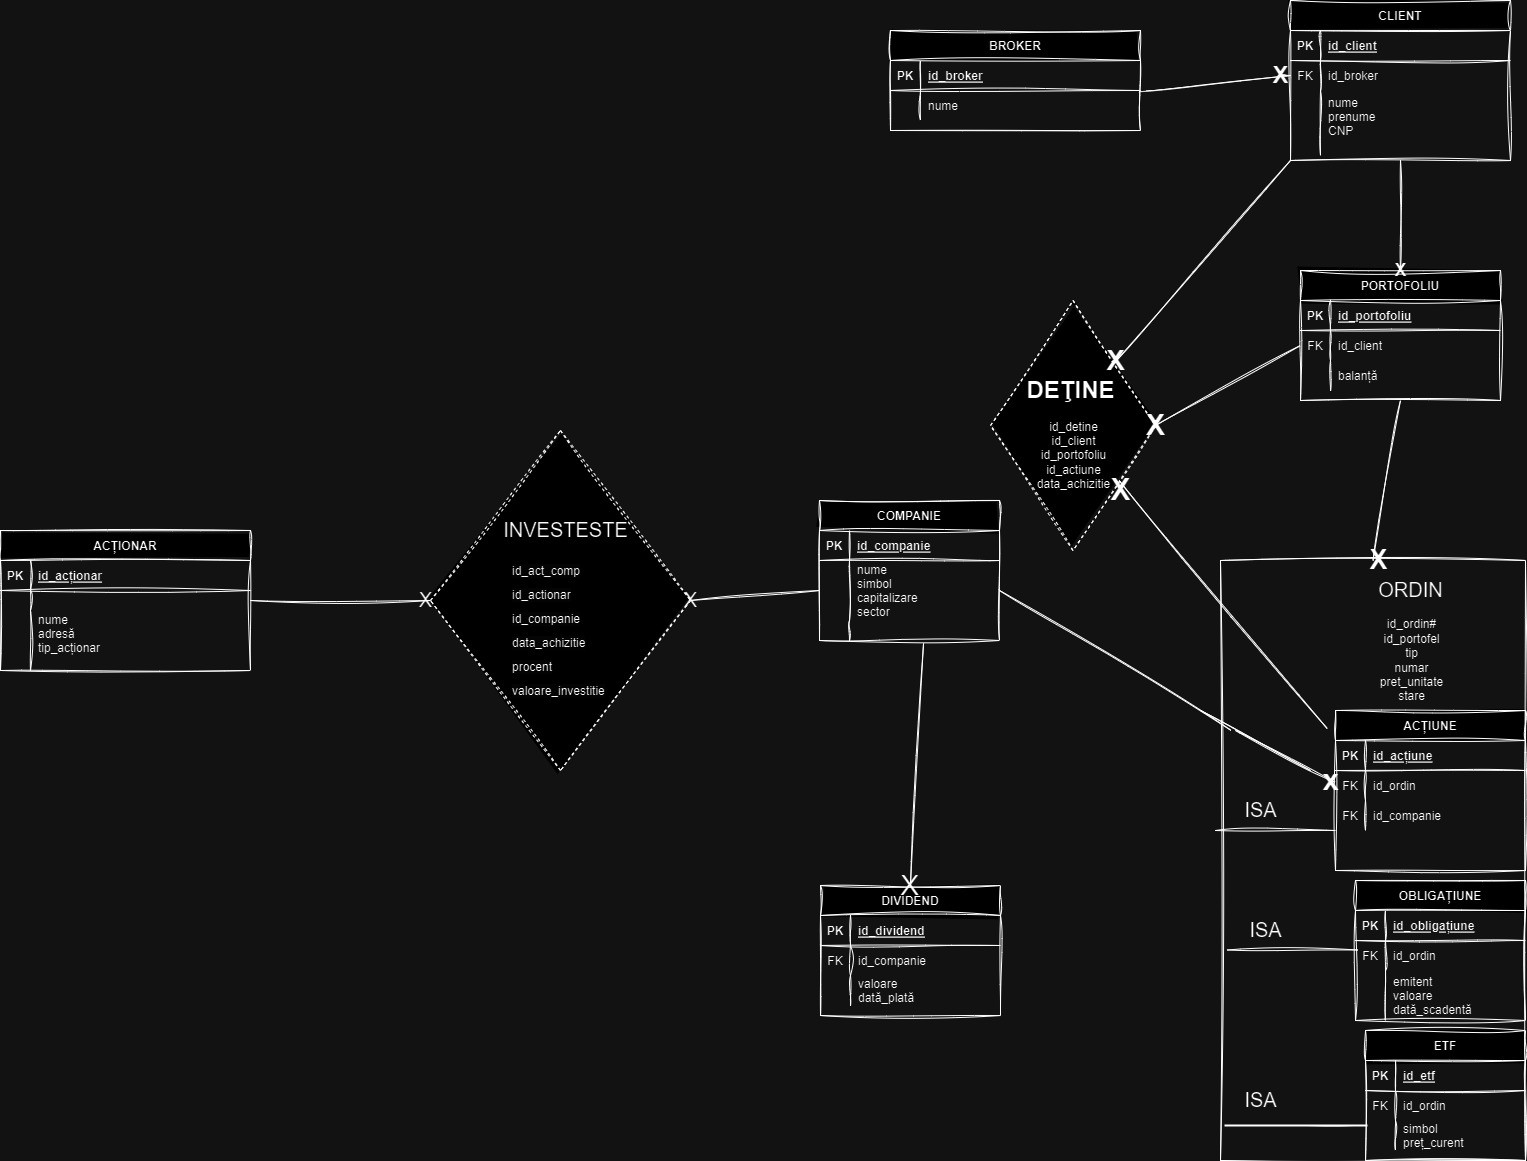 CLIENT
PK id_client
FK id_broker
nume
prenume
CNP
BROKER
PK id_broker
nume
X
X
PORTOFOLIU
PK id_portofoliu
FK id_client
balanță
X
DEŢINE
X
id_detine
id_client
id_portofoliu
id_actiune
data_achizitie
X
COMPANIE
PK id_companie
nume
simbol
capitalizare
sector
INVESTESTE
id_act_comp
id_actionar
id_companie
data_achizitie
procent
valoare_investitie
X
X
ACȚIONAR
PK id_acționar
nume
adresă
tip_acționar
X
ORDIN
id_ordin#
id_portofel
tip
numar
pret_unitate
stare
ACȚIUNE
PK id_acțiune
X
FK id_ordin
FK id_companie
ISA
X
DIVIDEND
PK id_dividend
FK id_companie
valoare
dată_plată
OBLIGAȚIUNE
PK id_obligațiune
FK id_ordin
emitent
valoare
dată_scadentă
ISA
ETF
PK id_etf
FK id_ordin
simbol
preț_curent
ISA